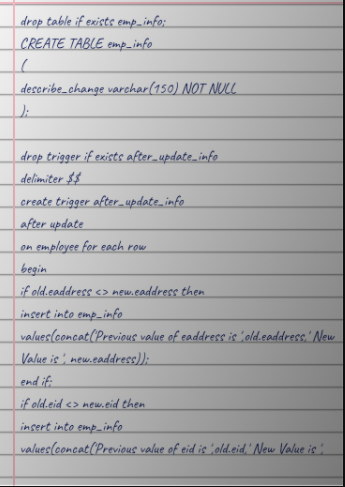 drop table if exists emp_info;
CREATE TABLE emp_info
(
describe_change varchar(150) NOT NULL
);
drop trigger if exists after_update_info
delimiter $$
create trigger after_update_info
after update
on employee for each row
begin
if old.eaddress <> new.eaddress then
insert into emp_info
values(concat('Previous value of eaddress is ',old.eaddress,' New
Value is ', new.eaddress));
end if;
if old.eid <> new.eid then
insert into emp_info
values(concat('Previous value of eid is ',old.eid,' New Value is ',